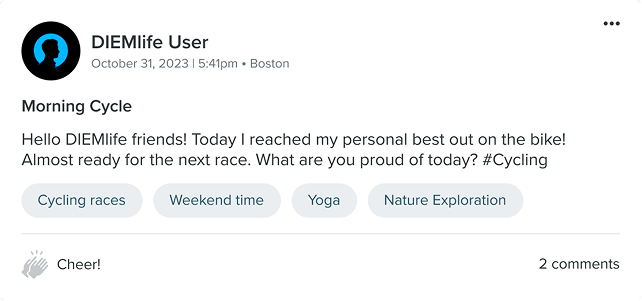 DIEMlife User
October 31, 2023 | 5:41pm • Boston
Morning Cycle
Hello DIEMlife friends! Today I reached my personal best out on the bike!
Almost ready for the next race. What are you proud of today? #Cycling
Cycling races
Weekend time
Yoga
Nature Exploration
Cheer!
2 comments